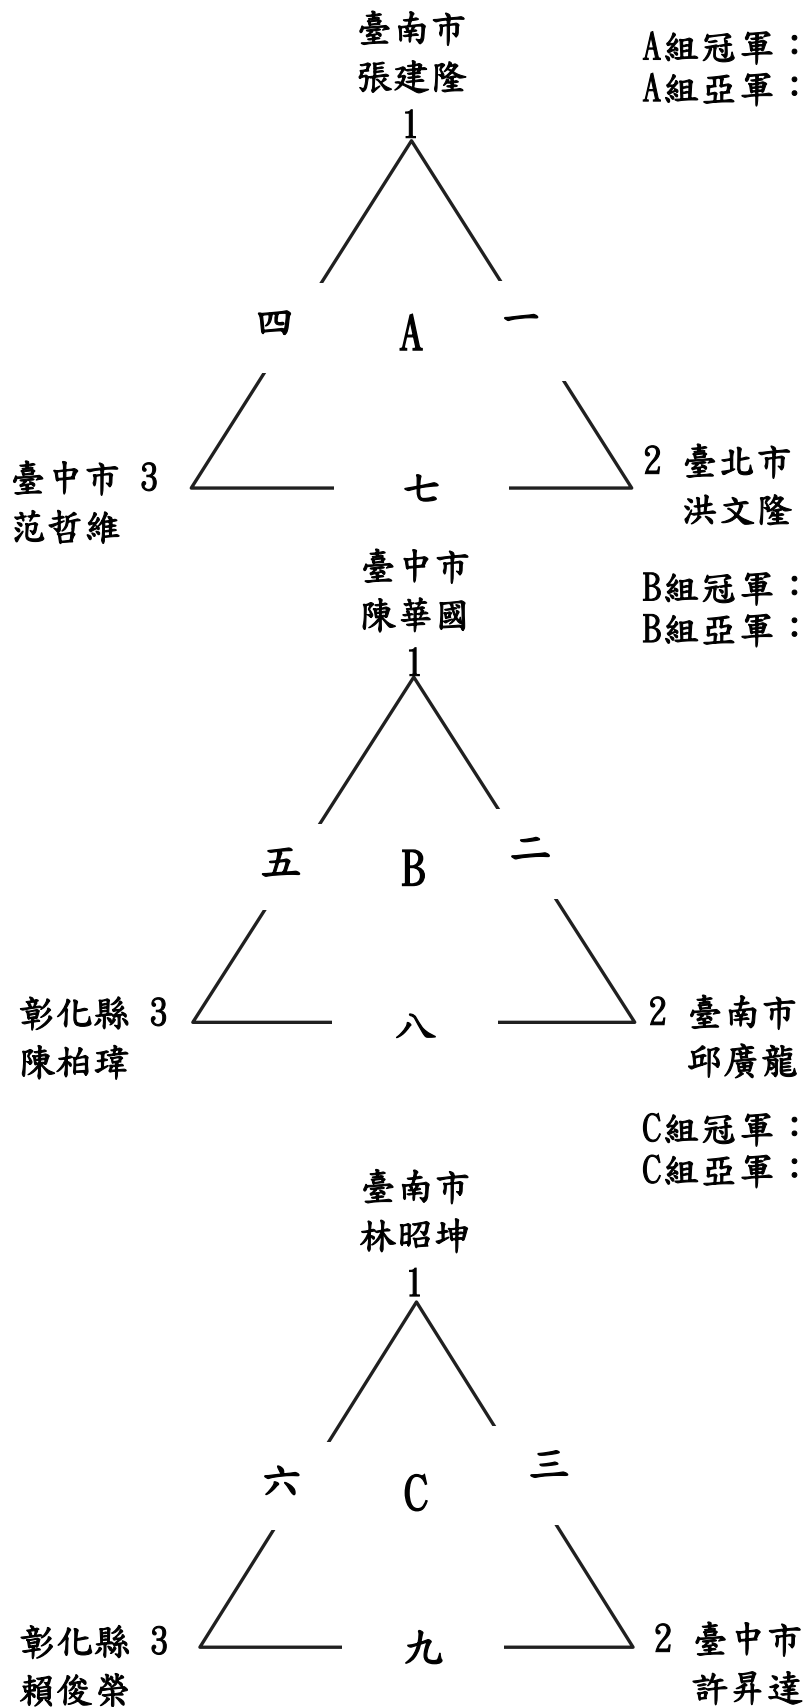 臺南市
張建隆
1
A組冠軍：
A組亞軍：
四
A
一
臺中市 3
范哲維
七
2 臺北市
洪文隆
臺中市
陳華國
1
B組冠軍：
B組亞軍：
五
B
二
彰化縣 3
陳柏瑋
八
2 臺南市
邱廣龍
C組冠軍：
C組亞軍：
臺南市
林昭坤
1
六
C
三
彰化縣 3
賴俊榮
九
2 臺中市
許昇達